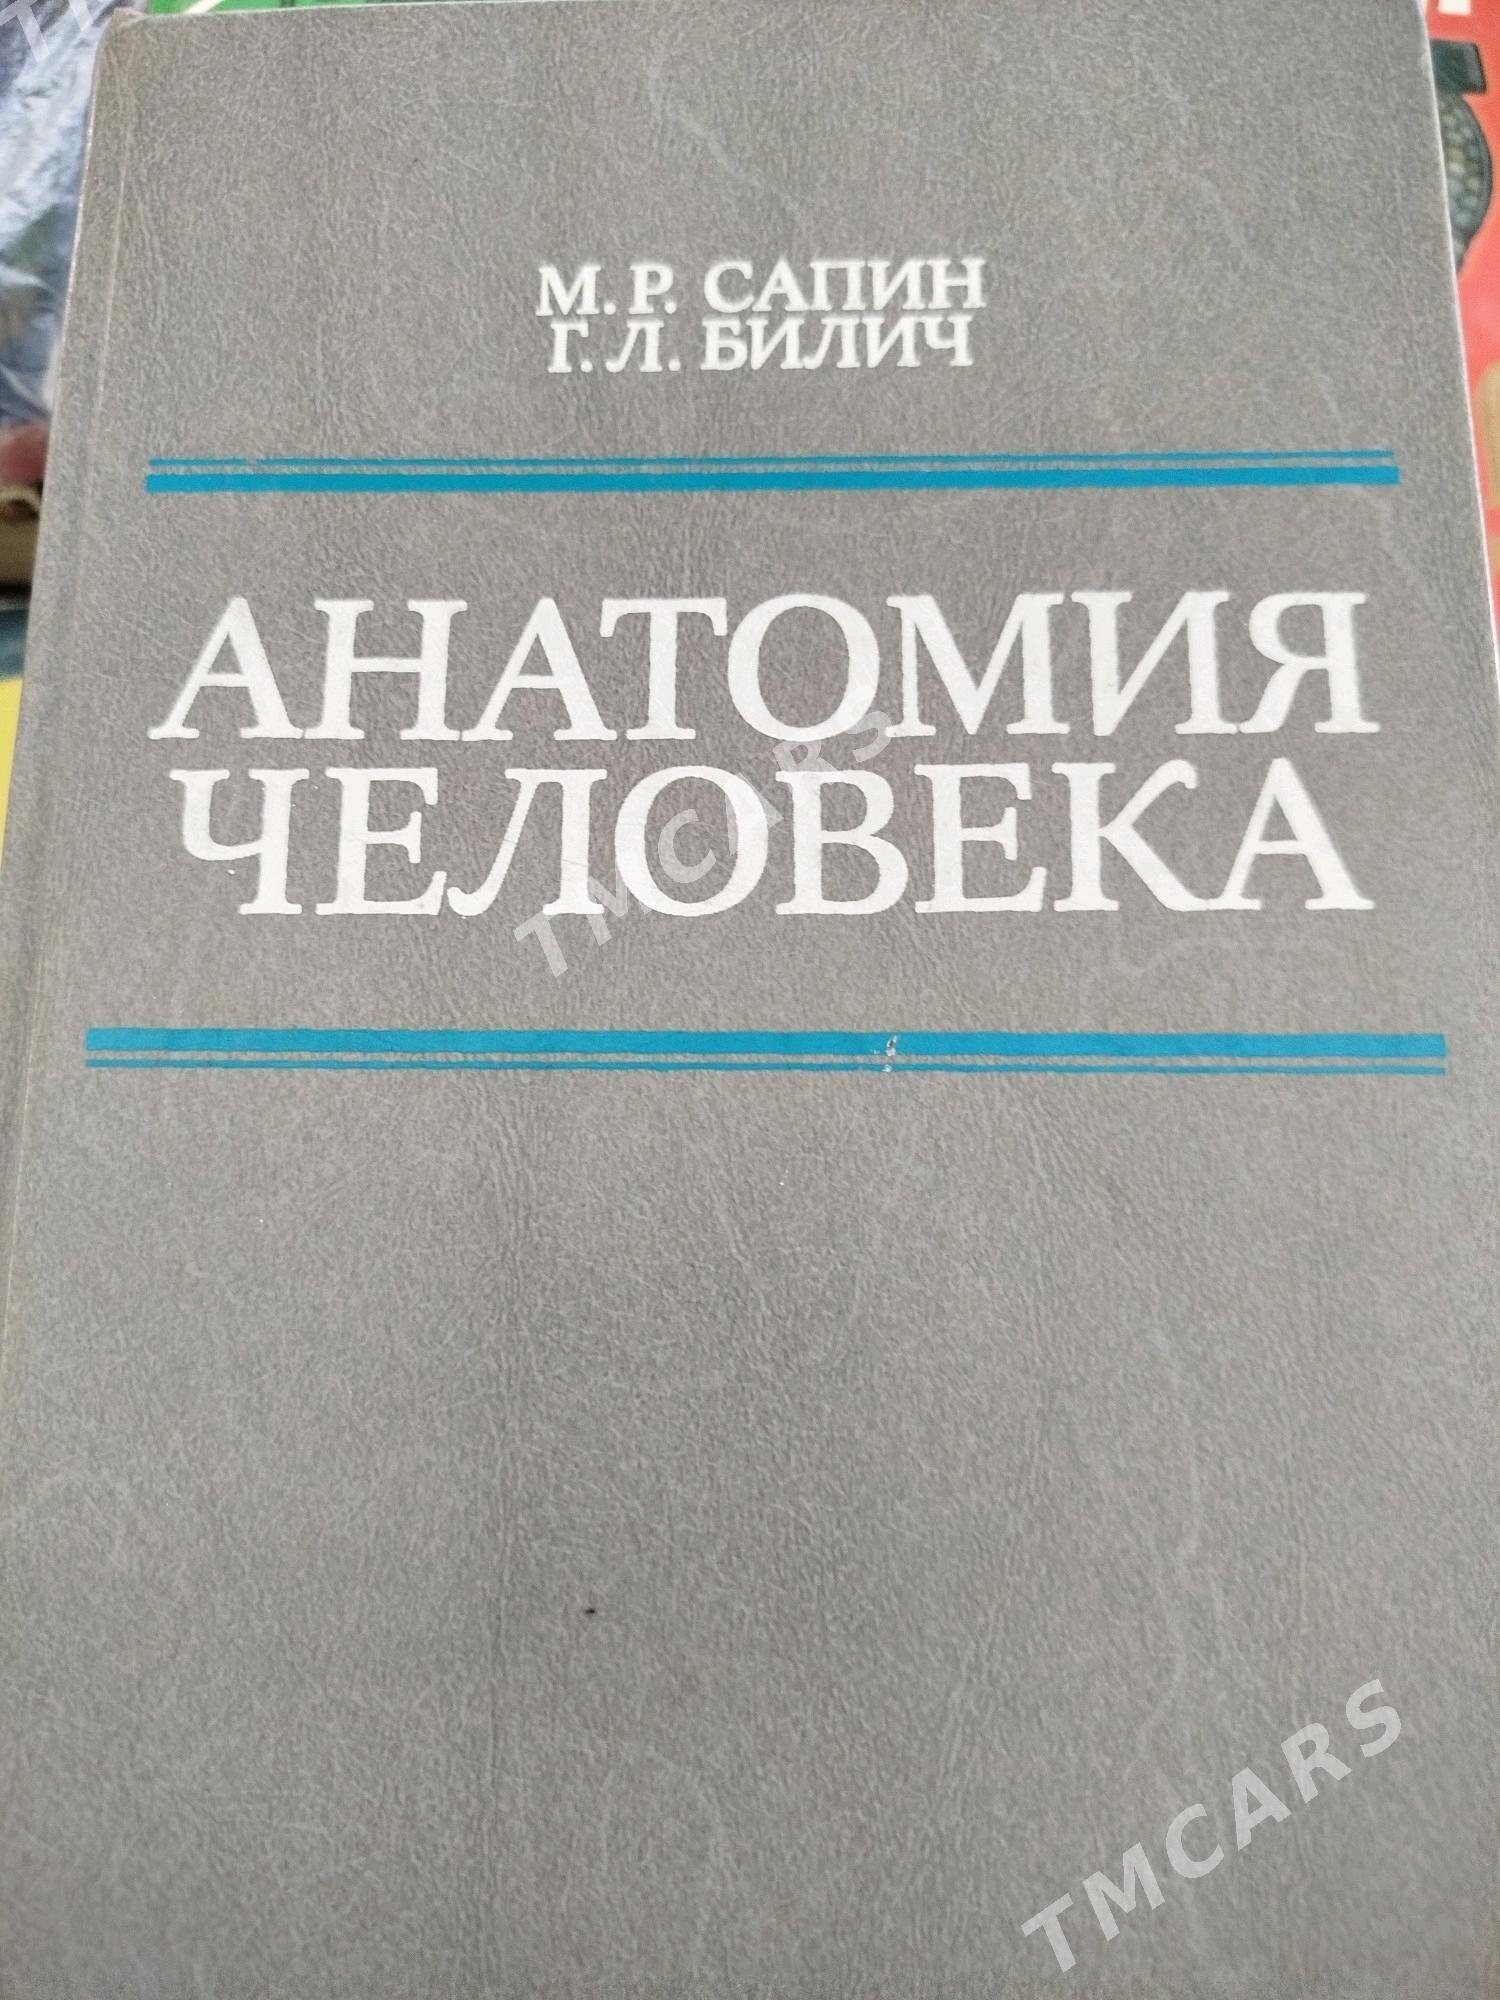 М. Р. САПИН
Г. Л. БИЛИЧ
АНАТОМИЯ
ЧЕЛОВЕКА
TMCARS
TMCARS